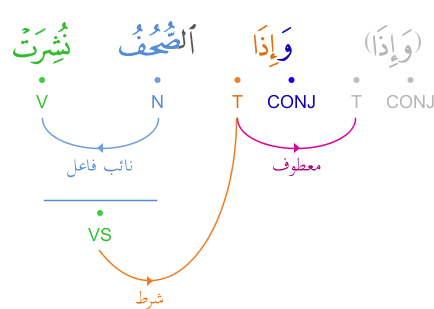 (وَإِذَا) وَإِذَا ٱلصُّحُفُ نُشِرَتْ
V N T CONJ T CONJ
نائب فاعل معطوف
VS
شرط